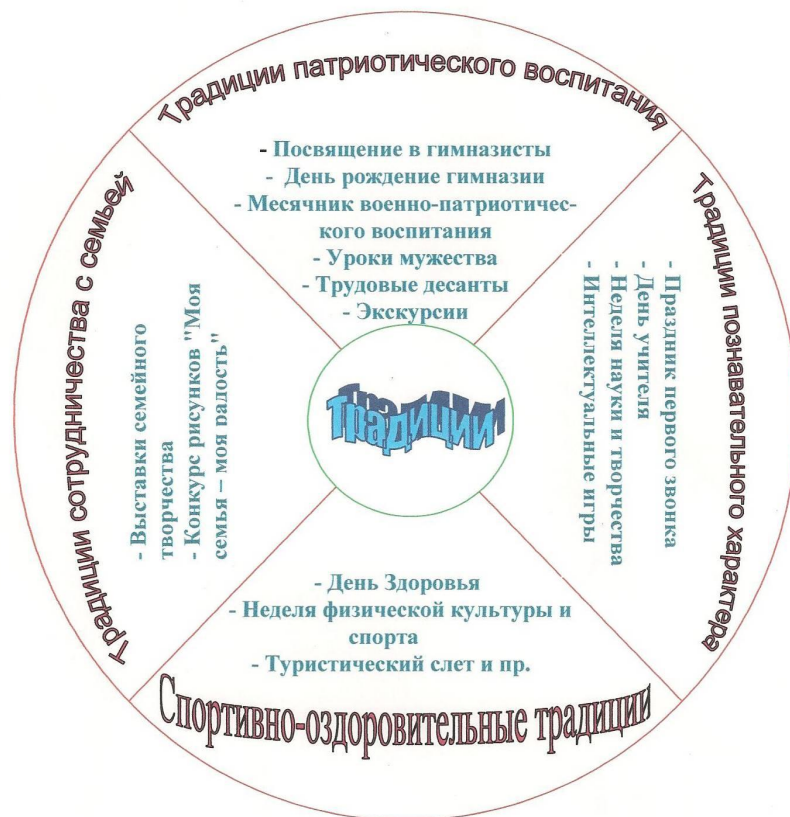 Традиции патриотического воспитания
- Посвящение в гимназисты
- День рождение гимназии
- Месячник военно-патриотичес-
кого воспитания
- Уроки мужества
- Трудовые десанты
- Экскурсии
Традиции сотрудничества с семьей
- Выставки семейного
творчества
- Конкурс рисунков "Моя
семья – моя радость"
Традиции
Традиции познавательного характера
- Праздник первого звонка
- День учителя
- Неделя науки и творчества
- Интеллектуальные игры
- День Здоровья
- Неделя физической культуры и
спорта
- Туристический слет и пр.
Спортивно-оздоровительные традиции